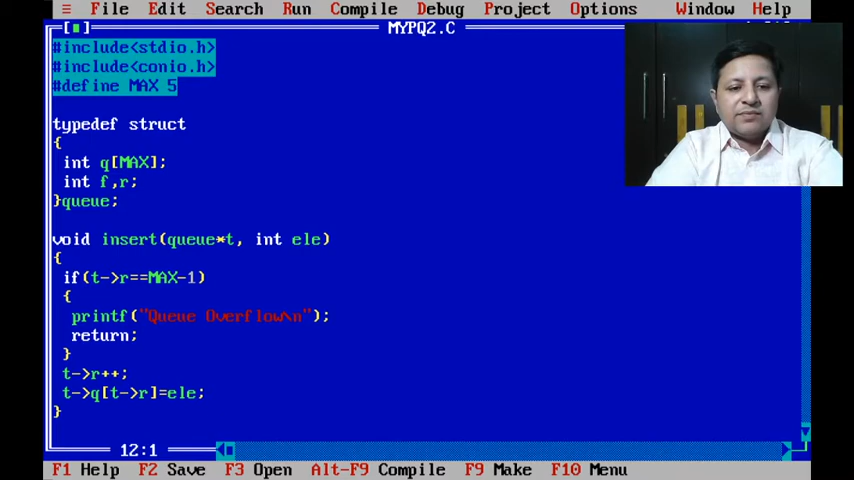 ≡ File Edit Search Run Compile Debug Project Options Window Help
MYPQ2.C
#include<stdio.h>
#include<conio.h>
#define MAX 5
typedef struct
{
int q[MAX];
int f,r;
}queue;
void insert(queue*t, int ele)
{
if(t->r==MAX-1)
{
printf("Queue Overflow\n");
return;
}
t->r++;
t->q[t->r]=ele;
}
12:1
F1 Help F2 Save F3 Open Alt-F9 Compile F9 Make F10 Menu